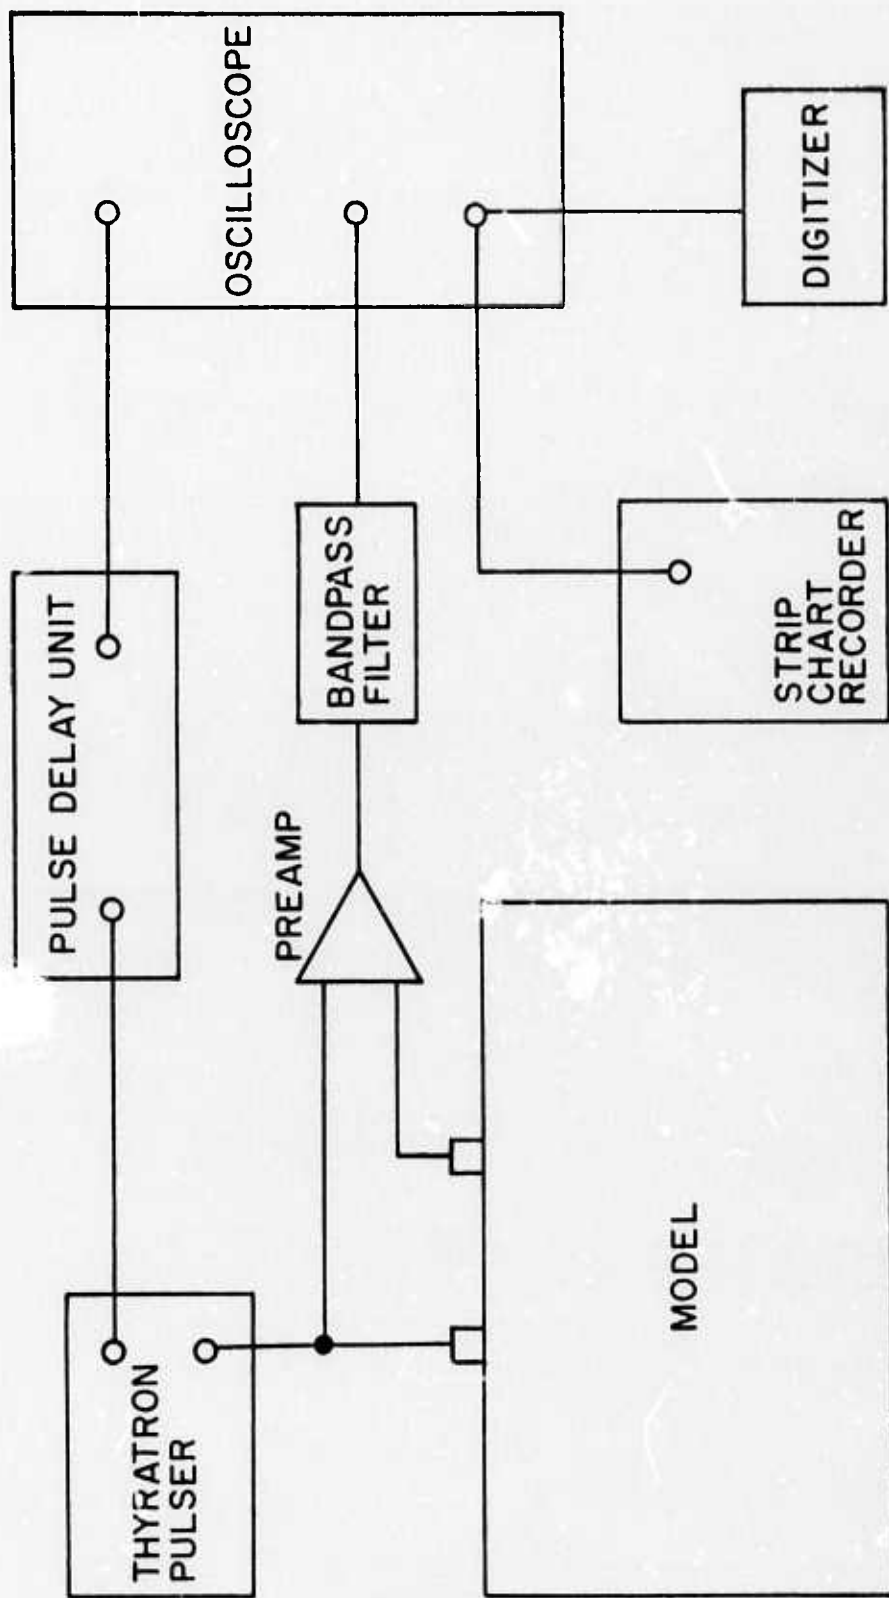 THYRATRON
PULSER
PULSE DELAY UNIT
OSCILLOSCOPE
PREAMP
BANDPASS
FILTER
MODEL
STRIP
CHART
RECORDER
DIGITIZER